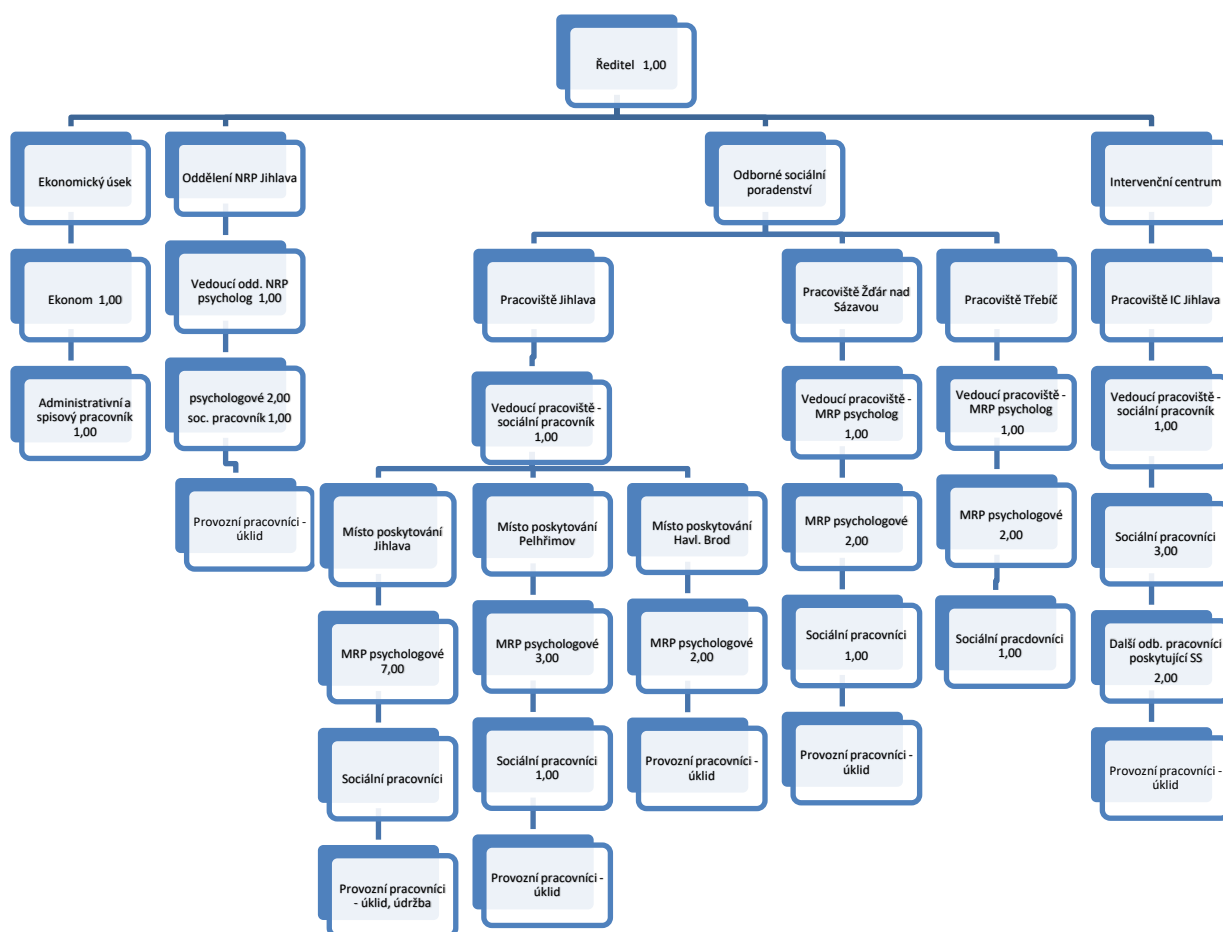 Ředitel 1,00
Ekonomický úsek
Oddělení NRP Jihlava
Odborné sociální
poradenství
Intervenční centrum
Ekonom 1,00
Vedoucí odd. NRP
psycholog 1,00
Pracoviště Jihlava
Pracoviště Žďár nad
Sázavou
Pracoviště Třebíč
Pracoviště IC Jihlava
Administrativní a
spisový pracovník
1,00
psychologové 2,00
soc. pracovník 1,00
Vedoucí pracoviště -
sociální pracovník
1,00
Vedoucí pracoviště -
MRP psycholog
1,00
Vedoucí pracoviště -
MRP psycholog
1,00
Vedoucí pracoviště -
sociální pracovník
1,00
Provozní pracovníci -
úklid
Místo poskytování
Jihlava
Místo poskytování
Pelhřimov
Místo poskytování
Havl. Brod
MRP psychologové
2,00
MRP psychologové
2,00
Sociální pracovníci
3,00
MRP psychologové
7,00
MRP psychologové
3,00
MRP psychologové
2,00
Sociální pracovníci
1,00
Sociální pracdovníci
1,00
Další odb. pracovníci
poskytující SS
2,00
Sociální pracovníci
Sociální pracovníci
1,00
Provozní pracovníci -
úklid
Provozní pracovníci -
úklid
Provozní pracovníci -
úklid
Provozní pracovníci
- úklid, údržba
Provozní pracovníci -
úklid